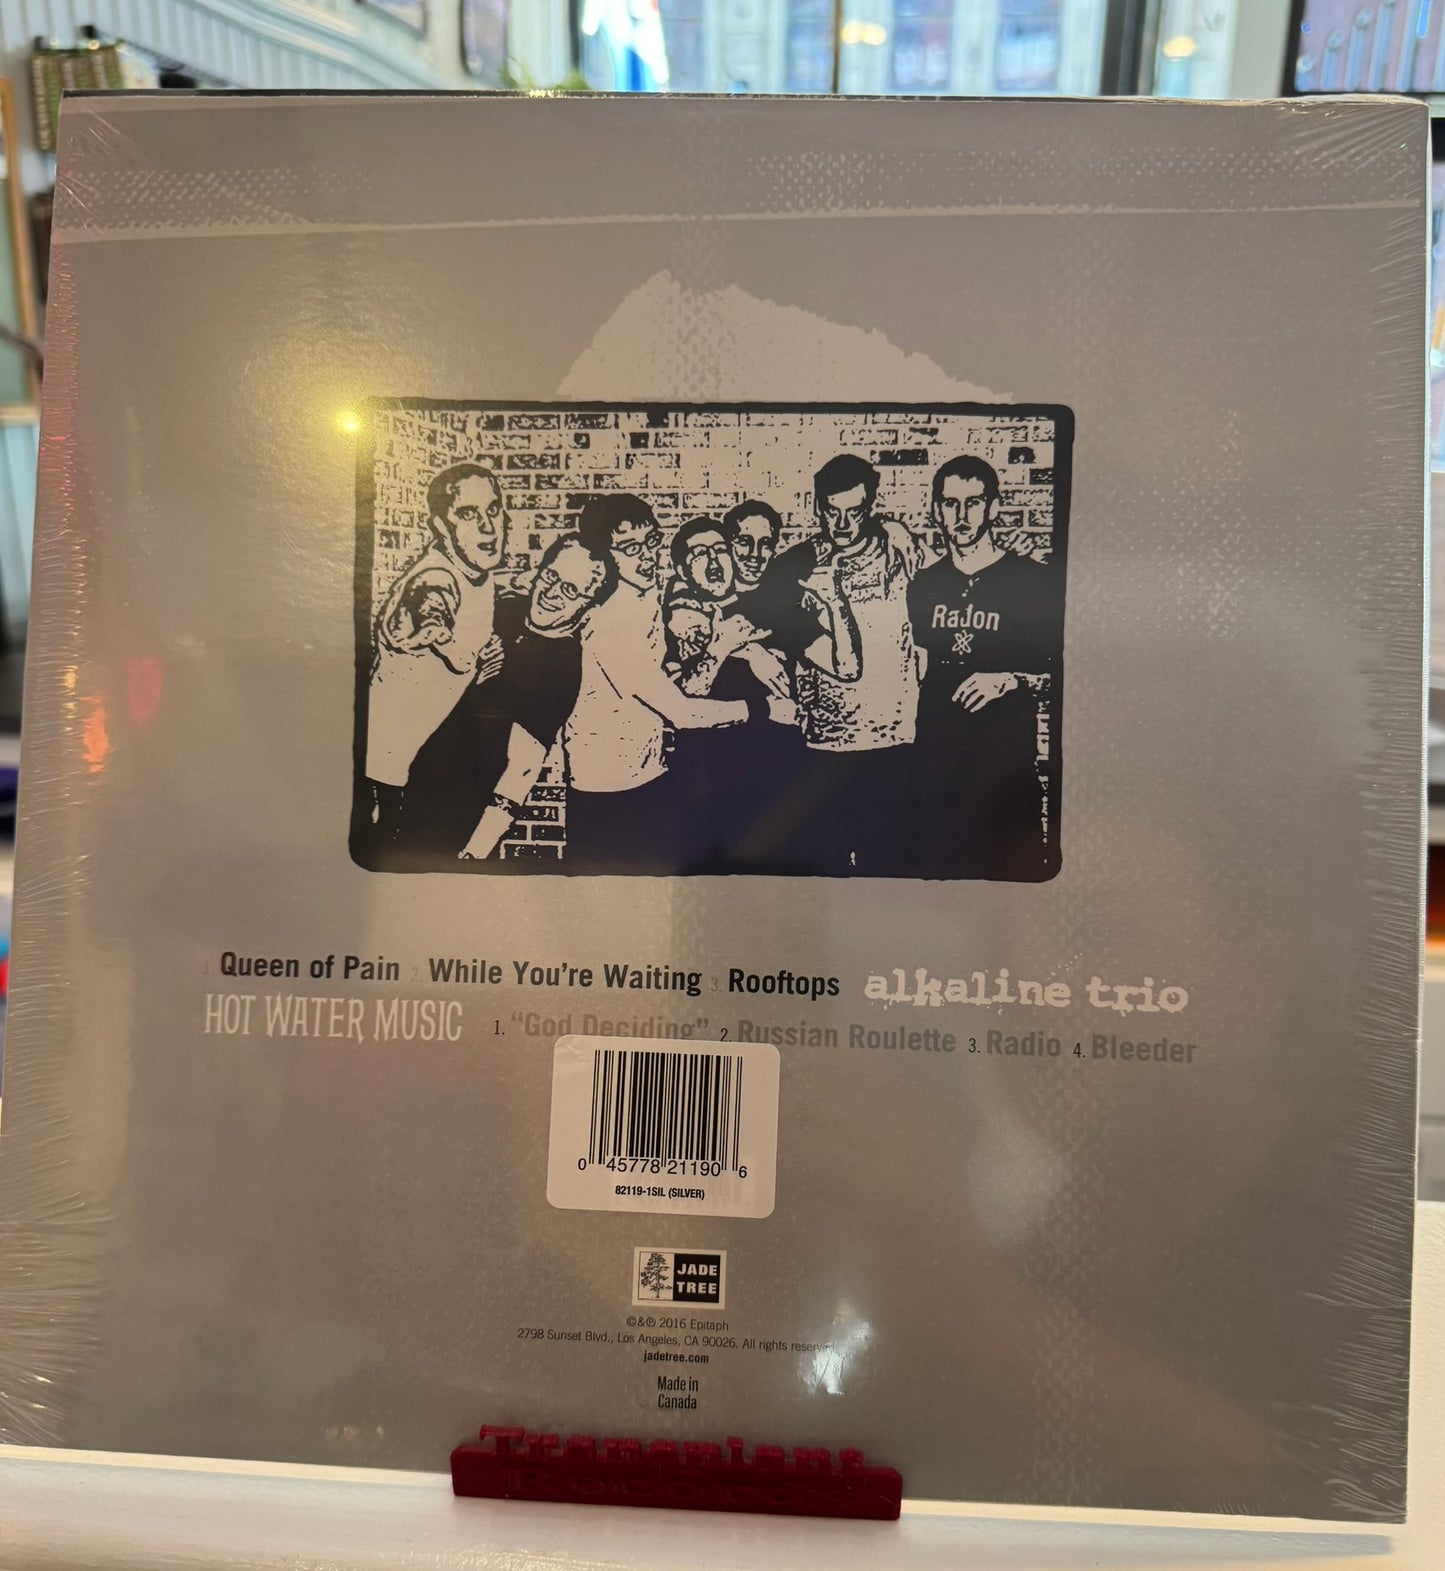 RaJon
1. Queen of Pain 2. While You're Waiting 3. Rooftops alkaline trio
HOT WATER MUSIC 1. "God Deciding" 2. Russian Roulette 3. Radio 4. Bleeder
0 45778 21190 6
82119-1SIL (SILVER)
JADE
TREE
©&℗ 2016 Epitaph
2798 Sunset Blvd., Los Angeles, CA 90026. All rights
jadetree.com
Made in
Canada
Transplant
Records